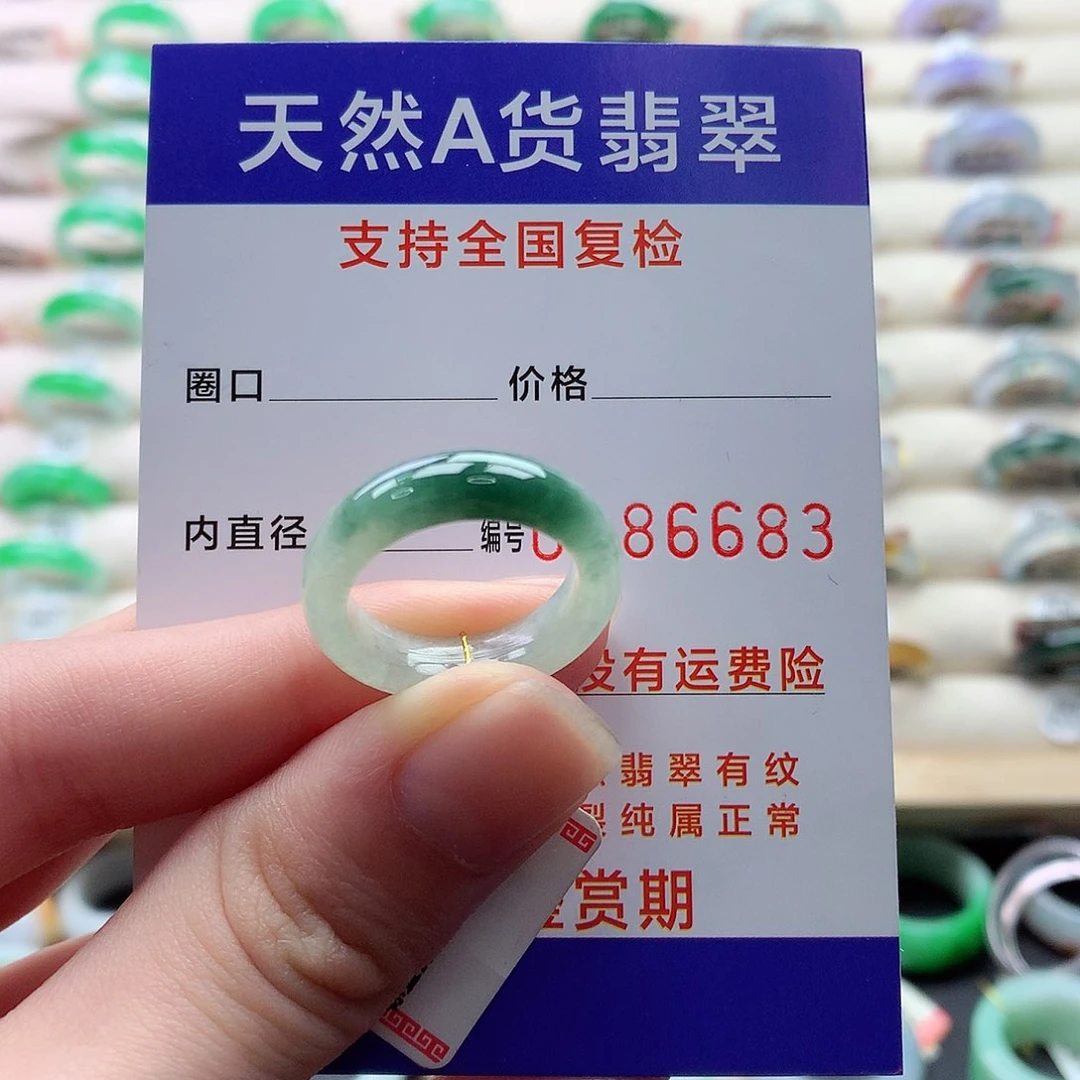 天然A货翡翠
支持全国复检
圈口 价格
内直径 编号 86683
没有运费险
翡翠有纹
裂纯属正常
赏期